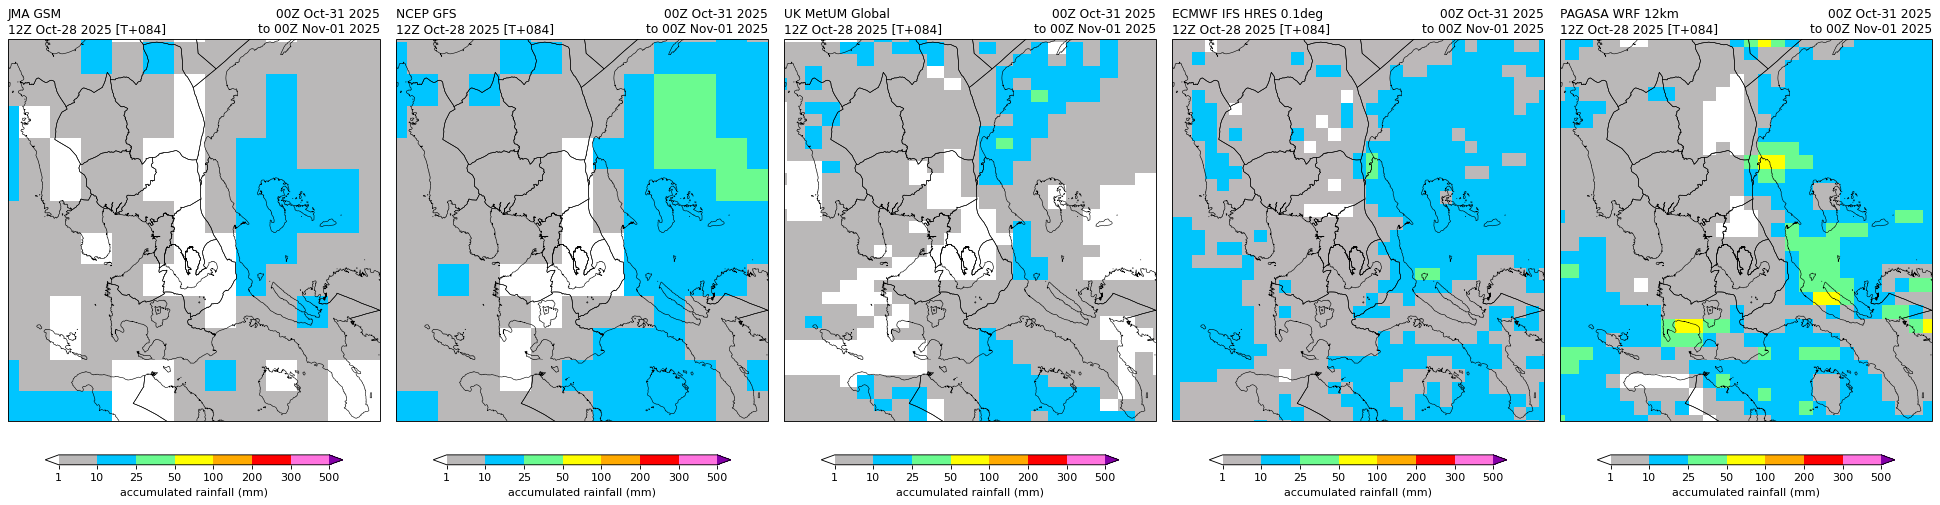 JMA GSM 00Z Oct-31 2025
12Z Oct-28 2025 [T+084] to 00Z Nov-01 2025
NCEP GFS 00Z Oct-31 2025
12Z Oct-28 2025 [T+084] to 00Z Nov-01 2025
UK MetUM Global 00Z Oct-31 2025
12Z Oct-28 2025 [T+084] to 00Z Nov-01 2025
ECMWF IFS HRES 0.1deg 00Z Oct-31 2025
12Z Oct-28 2025 [T+084] to 00Z Nov-01 2025
PAGASA WRF 12km 00Z Oct-31 2025
12Z Oct-28 2025 [T+084] to 00Z Nov-01 2025
1 10 25 50 100 200 300 500
accumulated rainfall (mm)
1 10 25 50 100 200 300 500
accumulated rainfall (mm)
1 10 25 50 100 200 300 500
accumulated rainfall (mm)
1 10 25 50 100 200 300 500
accumulated rainfall (mm)
1 10 25 50 100 200 300 500
accumulated rainfall (mm)